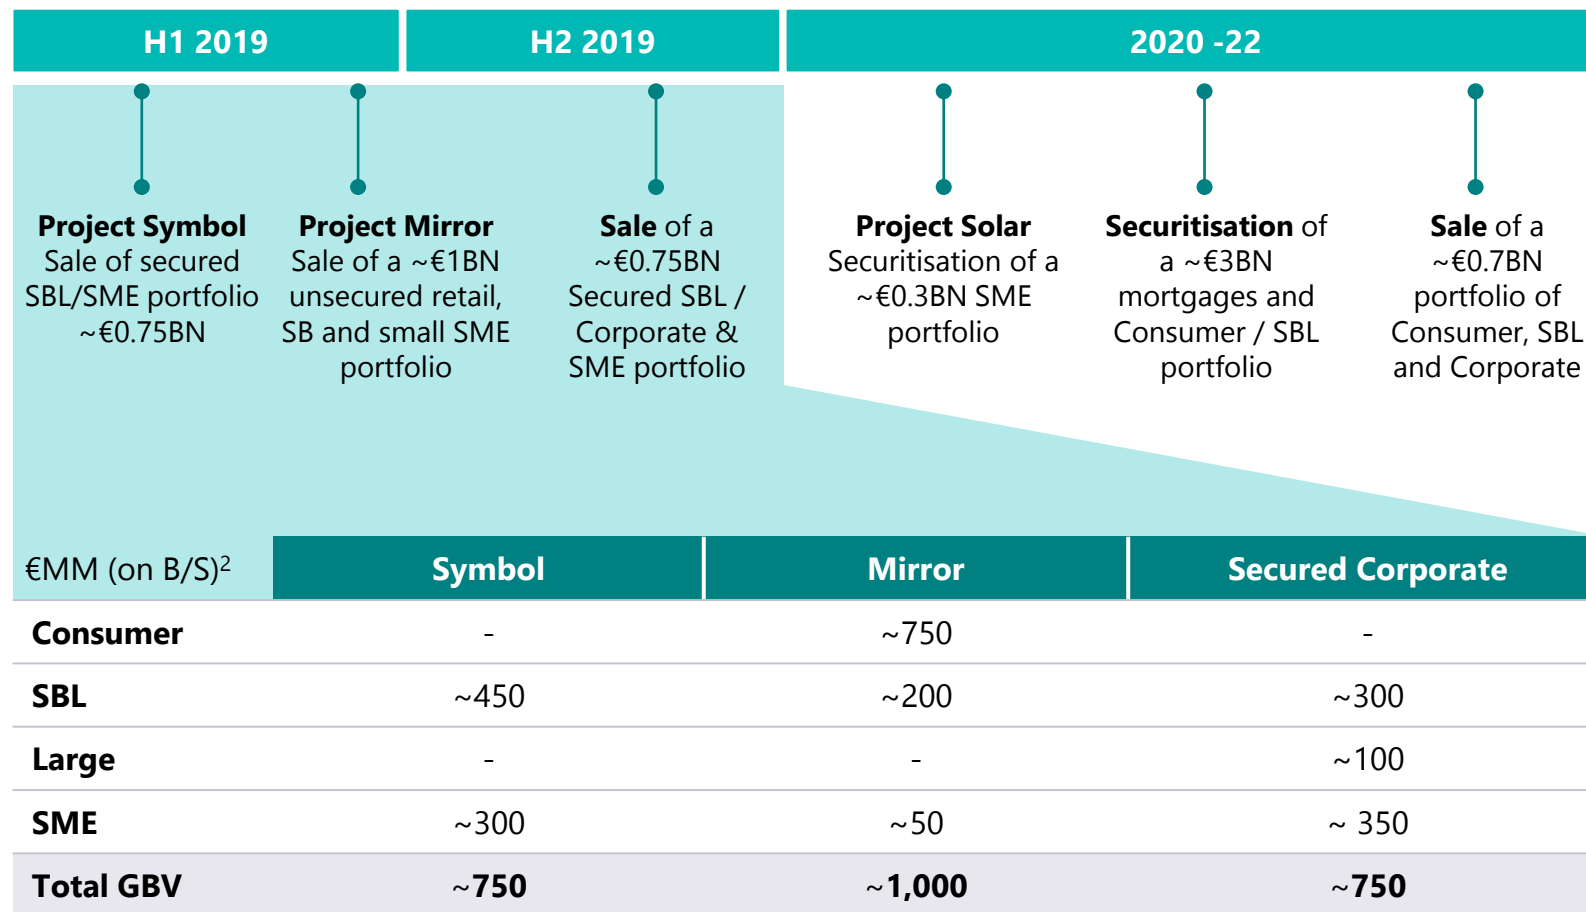 H1 2019
H2 2019
2020 -22
Project Symbol
Sale of secured
SBL/SME portfolio
~€0.75BN
Project Mirror
Sale of a ~€1BN
unsecured retail,
SB and small SME
portfolio
Sale of a
~€0.75BN
Secured SBL /
Corporate &
SME portfolio
Project Solar
Securitisation of a
~€0.3BN SME
portfolio
Securitisation of
a ~€3BN
mortgages and
Consumer / SBL
portfolio
Sale of a
~€0.7BN
portfolio of
Consumer, SBL
and Corporate
€MM (on B/S)2 Symbol Mirror Secured Corporate
Consumer - ~750 -
SBL ~450 ~200 ~300
Large - - ~100
SME ~300 ~50 ~ 350
Total GBV ~750 ~1,000 ~750